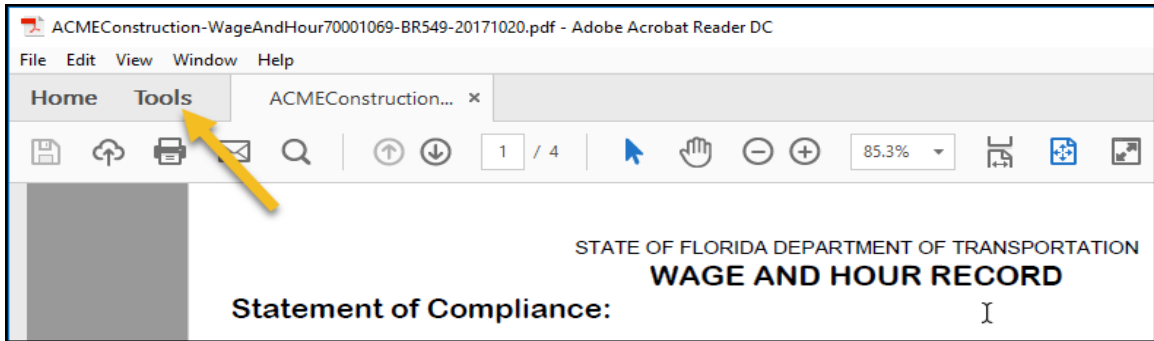 ACMEConstruction-WageAndHour70001069-BR549-20171020.pdf - Adobe Acrobat Reader DC
File Edit View Window Help
Home Tools ACMEConstruction... ×
1 / 4 85.3%
STATE OF FLORIDA DEPARTMENT OF TRANSPORTATION
WAGE AND HOUR RECORD
Statement of Compliance: